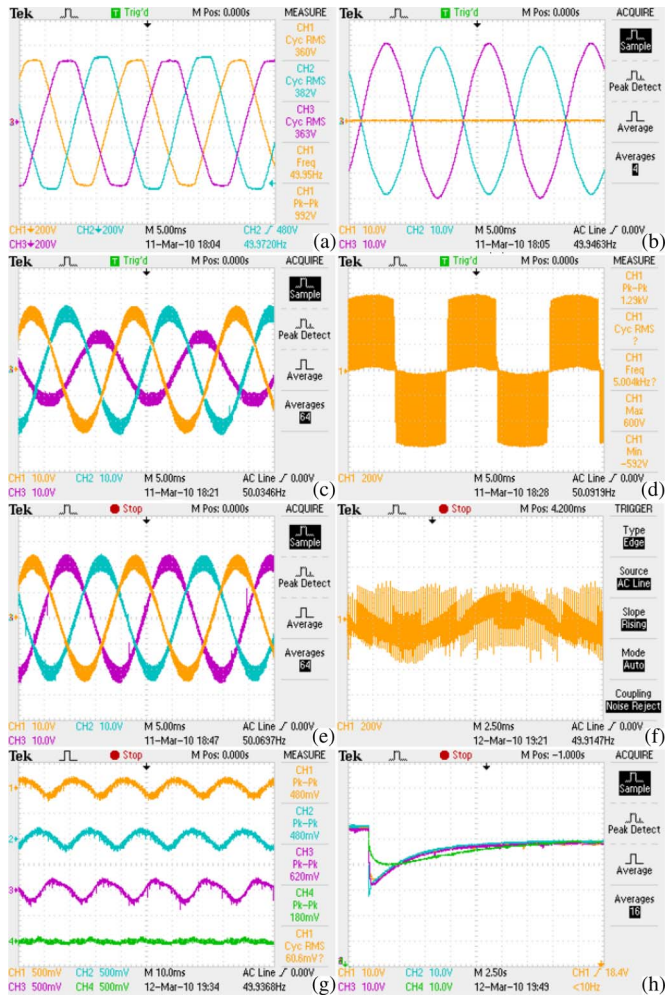 Tek Trig'd M Pos: 0.000s MEASURE
CH1
Cyc RMS
360V
CH2
Cyc RMS
382V
CH3
Cyc RMS
363V
CH1
Freq
49.95Hz
CH1
Pk-Pk
992V
CH1 200V CH2 200V M 5.00ms CH2 480V
CH3 200V 11-Mar-10 18:04 49.9720Hz
(a)
Tek Trig'd M Pos: 0.000s ACQUIRE
Sample
Peak Detect
Average
Averages
4
CH1 10.0V CH2 10.0V M 5.00ms AC Line 0.00V
CH3 10.0V 11-Mar-10 18:05 49.9463Hz
(b)
Tek Trig'd M Pos: 0.000s ACQUIRE
Sample
Peak Detect
Average
Averages
64
CH1 10.0V CH2 10.0V M 5.00ms AC Line 0.00V
CH3 10.0V 11-Mar-10 18:21 50.0346Hz
(c)
Tek Trig'd M Pos: 0.000s MEASURE
CH1
Pk-Pk
1.23kV
CH1
Cyc RMS
?
CH1
Freq
5.004kHz?
CH1
Max
600V
CH1
Min
-592V
CH1 200V M 5.00ms AC Line 0.00V
11-Mar-10 18:28 50.0919Hz
(d)
Tek Stop M Pos: 0.000s ACQUIRE
Sample
Peak Detect
Average
Averages
64
CH1 10.0V CH2 10.0V M 5.00ms AC Line 0.00V
CH3 10.0V 11-Mar-10 18:47 50.0697Hz
(e)
Tek Stop M Pos: 4.200ms TRIGGER
Type
Edge
Source
AC Line
Slope
Rising
Mode
Auto
Coupling
Noise Reject
CH1 200V M 2.50ms AC Line 0.00V
12-Mar-10 19:21 49.9147Hz
(f)
Tek Stop M Pos: 0.000s MEASURE
CH1
Pk-Pk
480mV
CH2
Pk-Pk
480mV
CH3
Pk-Pk
620mV
CH4
Pk-Pk
180mV
CH1
Cyc RMS
60.6mV?
CH1 500mV CH2 500mV M 10.0ms AC Line 0.00V
CH3 500mV CH4 500mV 12-Mar-10 19:34 49.9368Hz
(g)
Tek Stop M Pos: -1.000s ACQUIRE
Sample
Peak Detect
Average
Averages
16
CH1 10.0V CH2 10.0V M 2.50s CH1 18.4V
CH3 10.0V CH4 10.0V 12-Mar-10 19:49 <10Hz
(h)